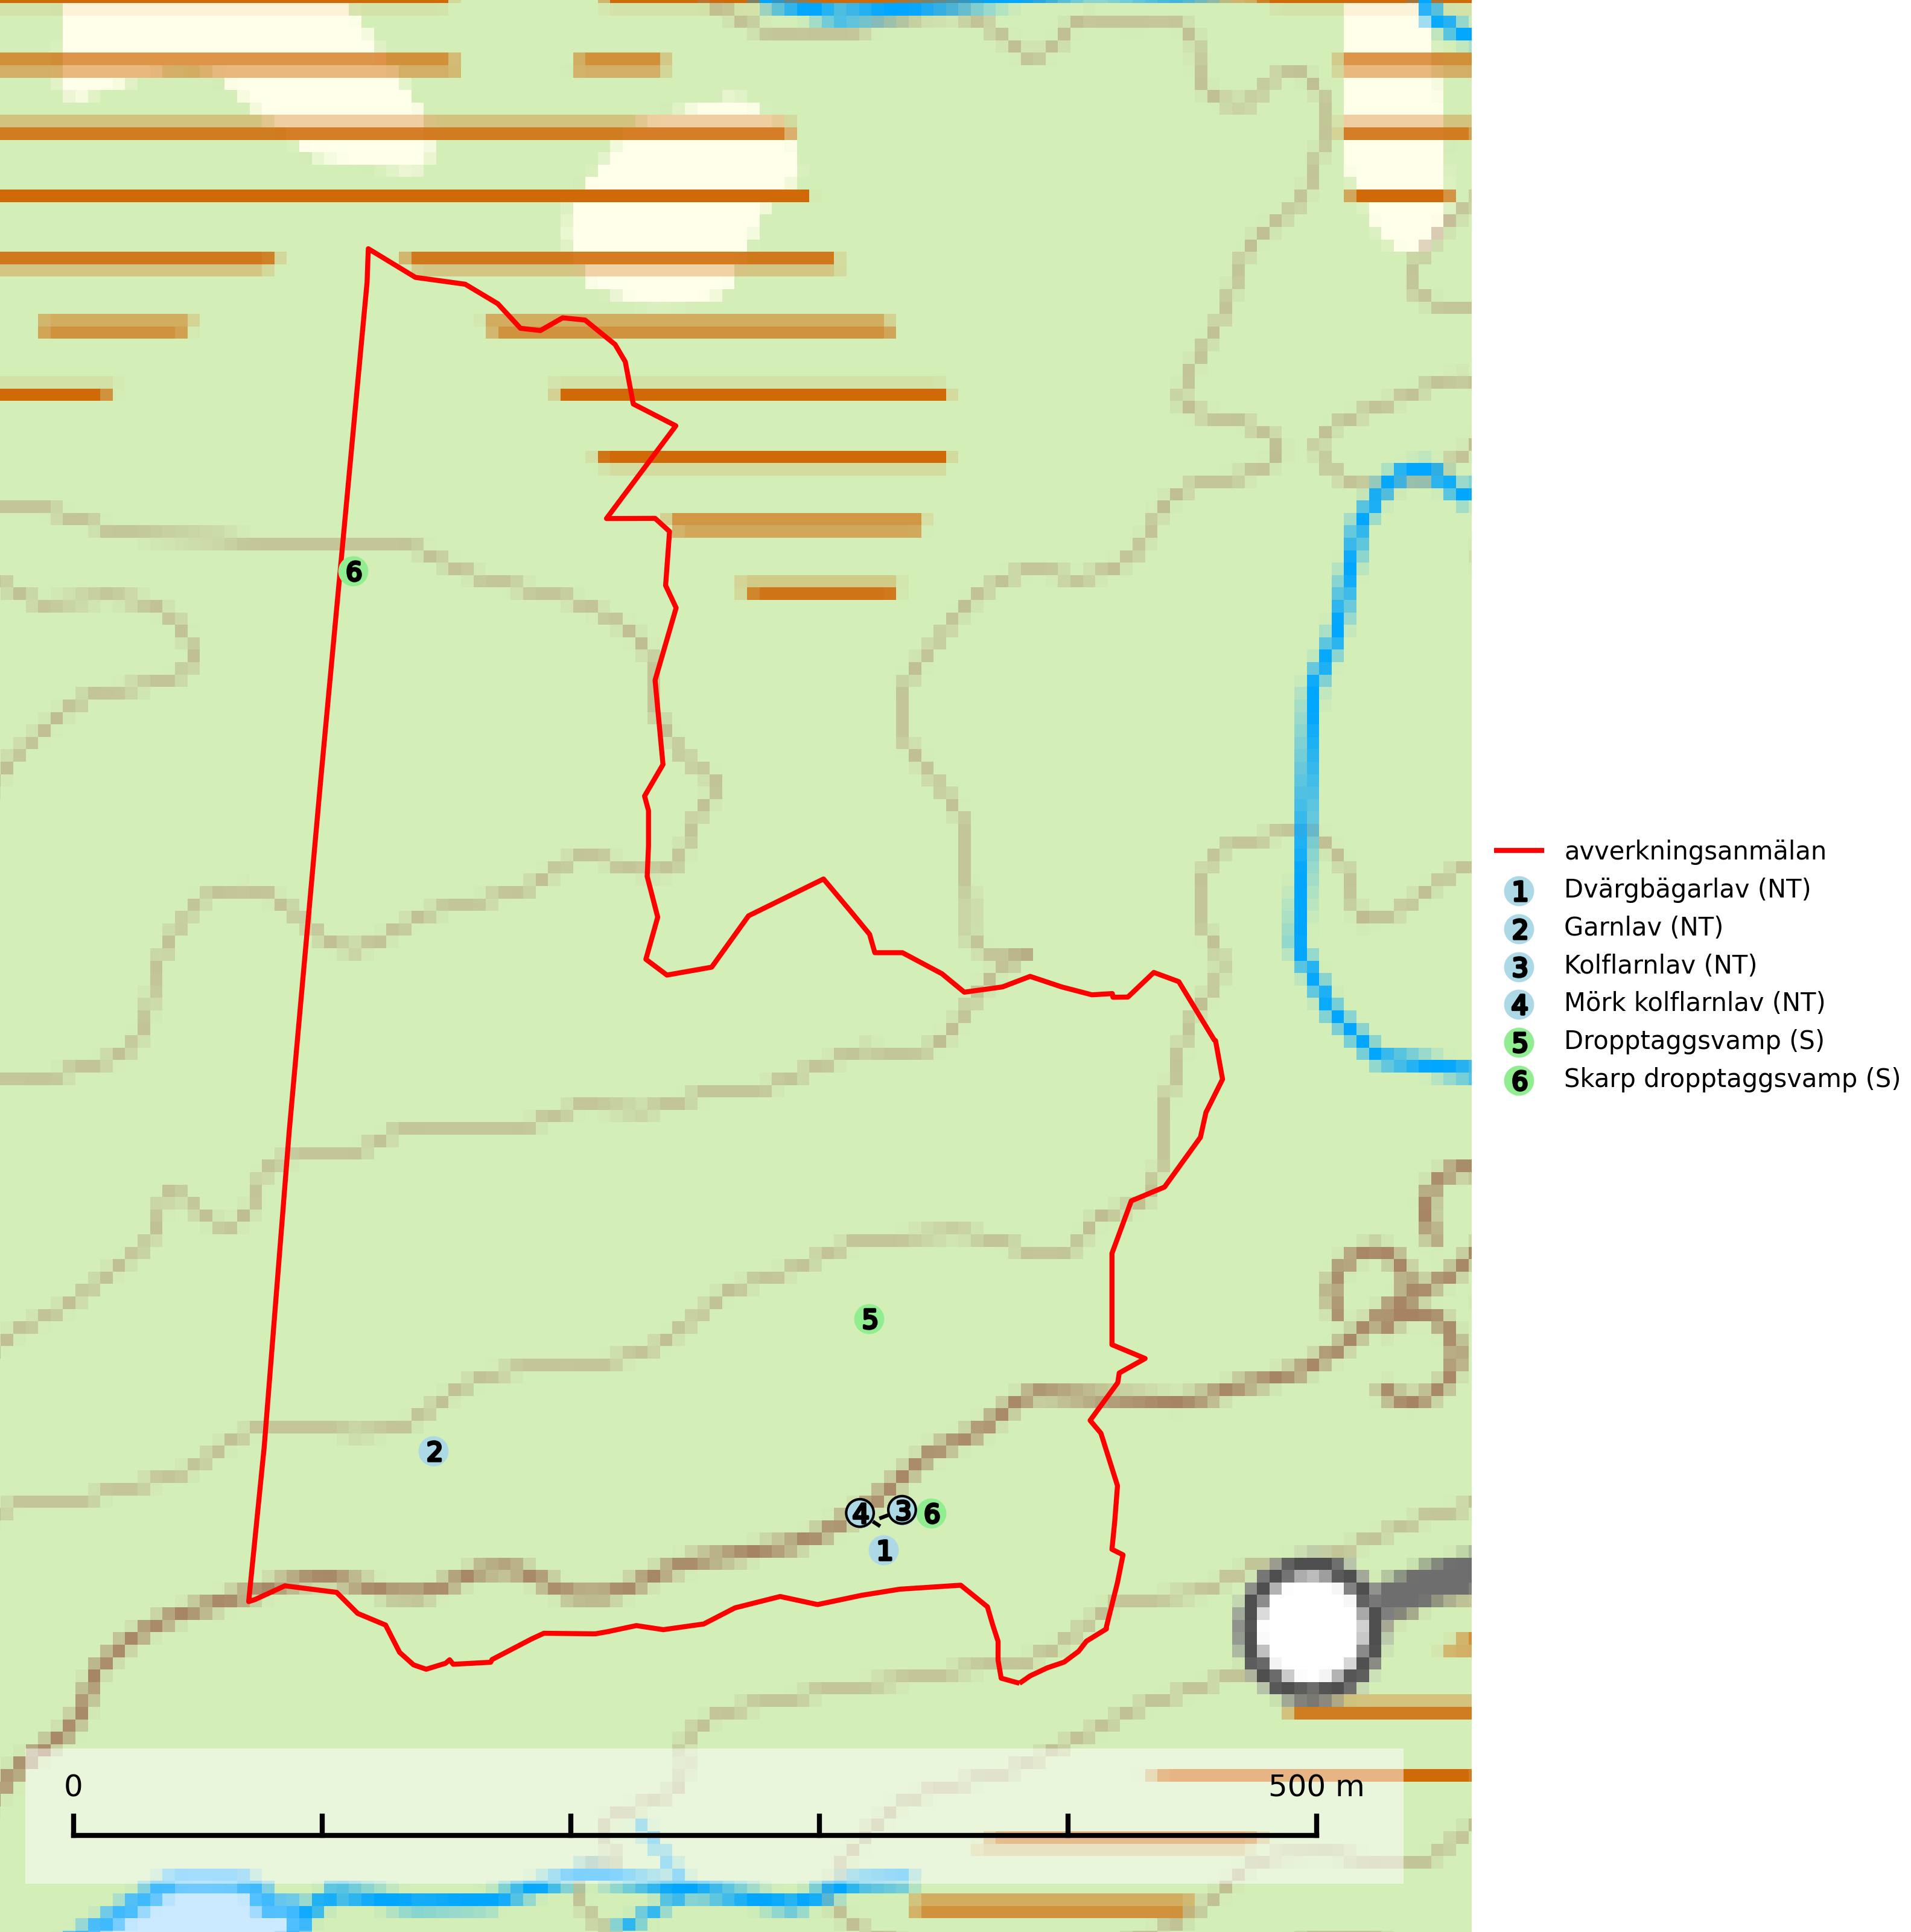 6
5
2
4 3 6
1
0 500 m
avverkningsanmälan
1 Dvärgbägarlav (NT)
2 Garnlav (NT)
3 Kolflarnlav (NT)
4 Mörk kolflarnlav (NT)
5 Dropptaggsvamp (S)
6 Skarp dropptaggsvamp (S)